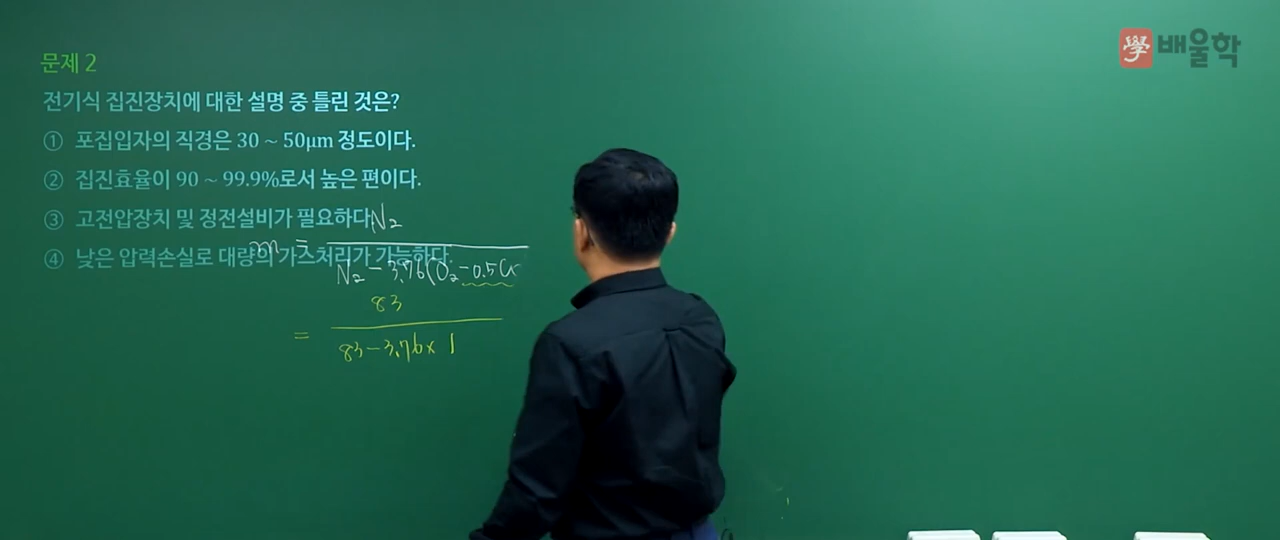 學 배울학
문제 2
전기식 집진장치에 대한 설명 중 틀린 것은?
① 포집입자의 직경은 30 ~ 50μm 정도이다.
② 집진효율이 90 ~ 99.9%로서 높은 편이다.
③ 고전압장치 및 정전설비가 필요하다.
④ 낮은 압력손실로 대량의 가스처리가 가능하다.
N₂
m =
N₂ - 3.76(O₂ - 0.5C
83
=
83 - 3.76 × 1